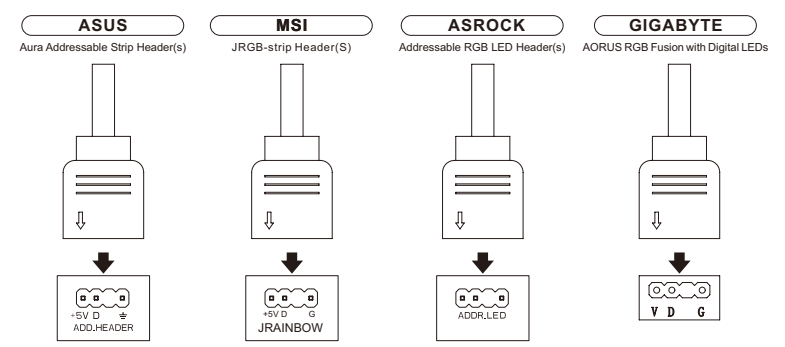 ASUS
Aura Addressable Strip Header(s)
+5V D ⏚
ADD.HEADER
MSI
JRGB-strip Header(S)
+5V D G
JRAINBOW
ASROCK
Addressable RGB LED Header(s)
ADDR.LED
GIGABYTE
AORUS RGB Fusion with Digital LEDs
V D G